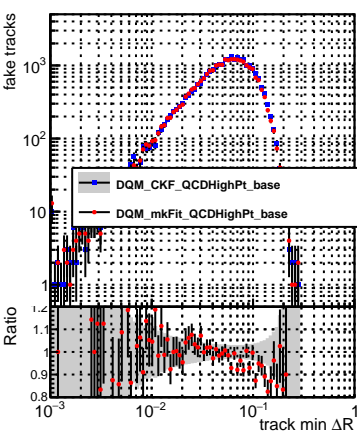 fake tracks
10³
10²
10
1
DQM_CKF_QCDHighPt_base
DQM_mkFit_QCDHighPt_base
Ratio
1.2
1.1
1
0.9
0.8
10⁻³
10⁻²
10⁻¹
1
track min ΔR